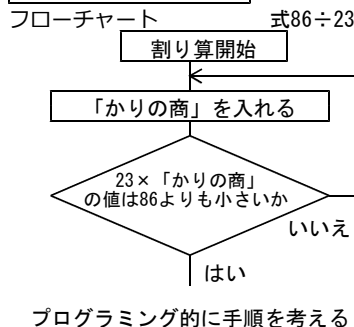 フローチャート 式86÷23
割り算開始
「かりの商」を入れる
23×「かりの商」
の値は86よりも小さいか
いいえ
はい
プログラミング的に手順を考える